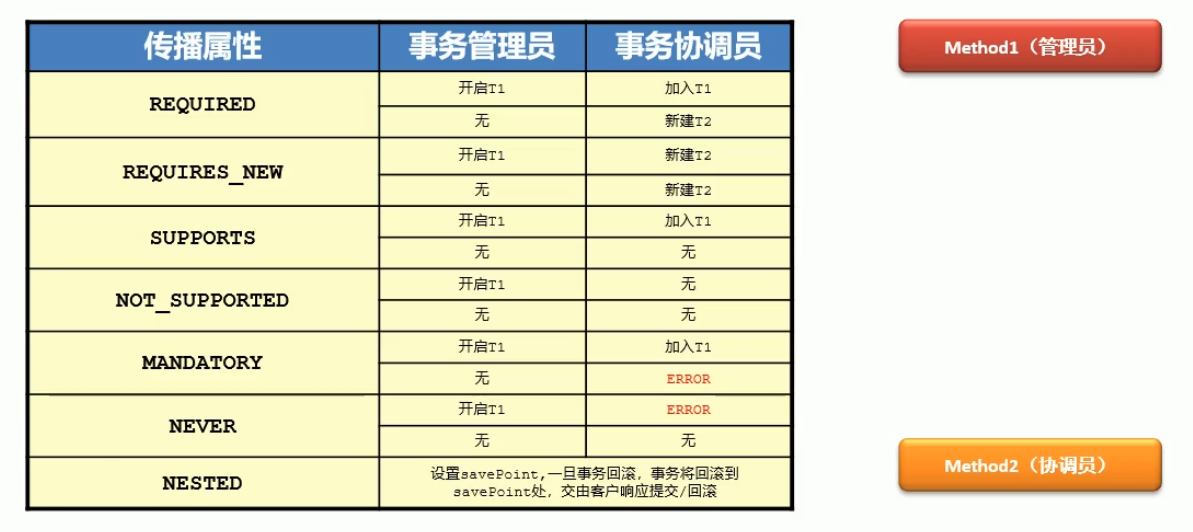 传播属性 事务管理员 事务协调员
REQUIRED
开启T1 加入T1
无 新建T2
REQUIRES_NEW
开启T1 新建T2
无 新建T2
SUPPORTS
开启T1 加入T1
无 无
NOT_SUPPORTED
开启T1 无
无 无
MANDATORY
开启T1 加入T1
无 ERROR
NEVER
开启T1 ERROR
无 无
NESTED
设置savePoint,一旦事务回滚，事务将回滚到
savePoint处，交由客户响应提交/回滚
Method1（管理员）
Method2（协调员）